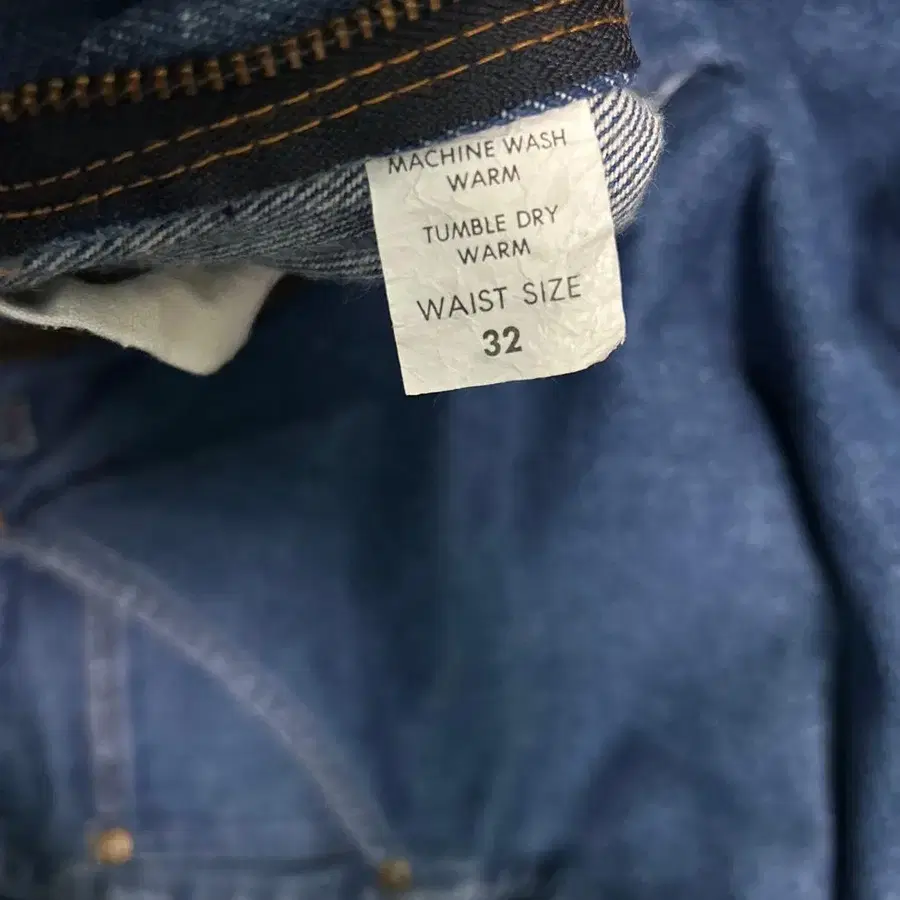 MACHINE WASH
WARM
TUMBLE DRY
WARM
WAIST SIZE
32